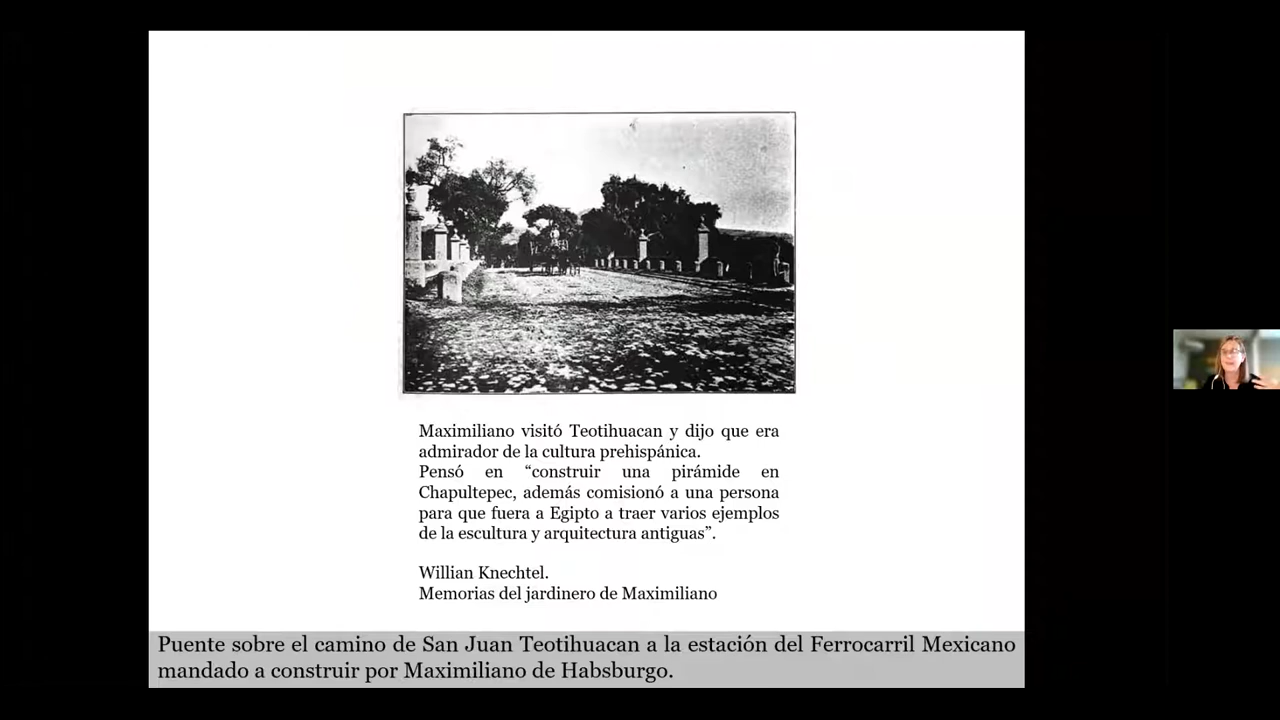 Maximiliano visitó Teotihuacan y dijo que era
admirador de la cultura prehispánica.
Pensó en “construir una pirámide en
Chapultepec, además comisionó a una persona
para que fuera a Egipto a traer varios ejemplos
de la escultura y arquitectura antiguas”.
Willian Knechtel.
Memorias del jardinero de Maximiliano
Puente sobre el camino de San Juan Teotihuacan a la estación del Ferrocarril Mexicano
mandado a construir por Maximiliano de Habsburgo.